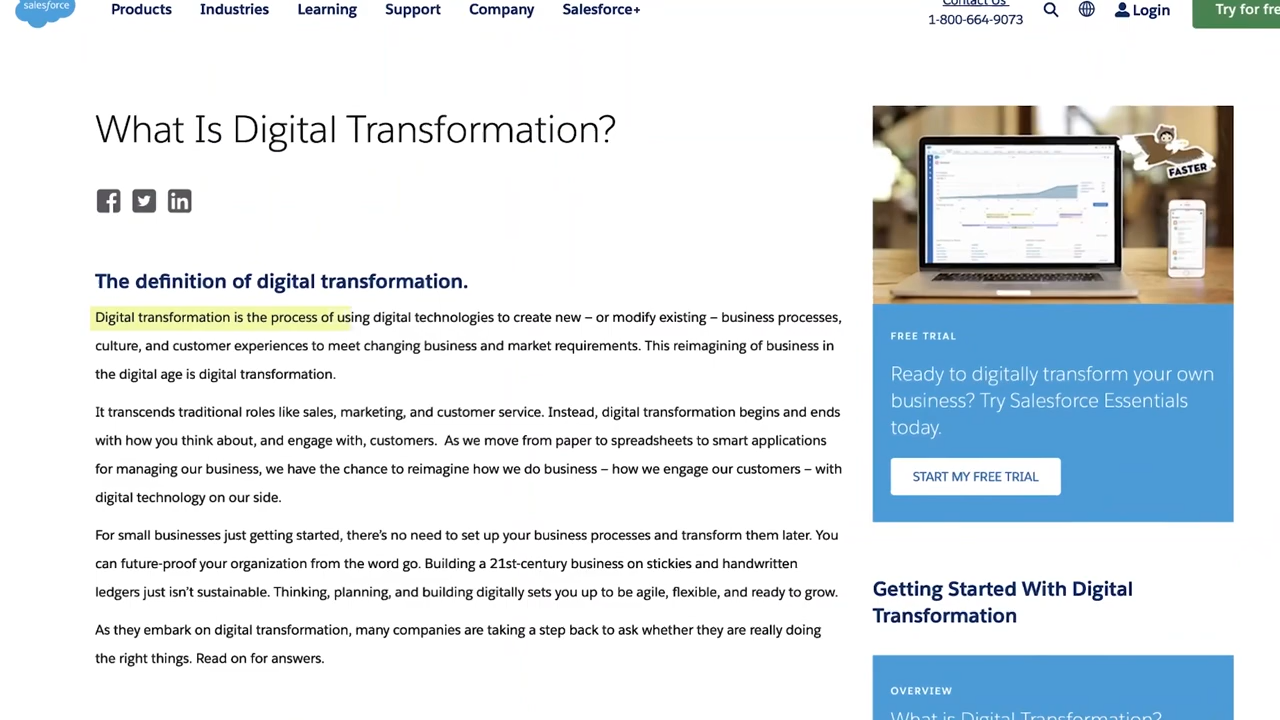 salesforce
Products Industries Learning Support Company Salesforce+
Contact Us
1-800-664-9073
Login
Try for fre
What Is Digital Transformation?
The definition of digital transformation.
Digital transformation is the process of using digital technologies to create new – or modify existing – business processes,
culture, and customer experiences to meet changing business and market requirements. This reimagining of business in
the digital age is digital transformation.
It transcends traditional roles like sales, marketing, and customer service. Instead, digital transformation begins and ends
with how you think about, and engage with, customers.  As we move from paper to spreadsheets to smart applications
for managing our business, we have the chance to reimagine how we do business – how we engage our customers – with
digital technology on our side.
For small businesses just getting started, there's no need to set up your business processes and transform them later. You
can future-proof your organization from the word go. Building a 21st-century business on stickies and handwritten
ledgers just isn't sustainable. Thinking, planning, and building digitally sets you up to be agile, flexible, and ready to grow.
As they embark on digital transformation, many companies are taking a step back to ask whether they are really doing
the right things. Read on for answers.
FASTER
FREE TRIAL
Ready to digitally transform your own
business? Try Salesforce Essentials
today.
START MY FREE TRIAL
Getting Started With Digital
Transformation
OVERVIEW
What is Digital Transformation?